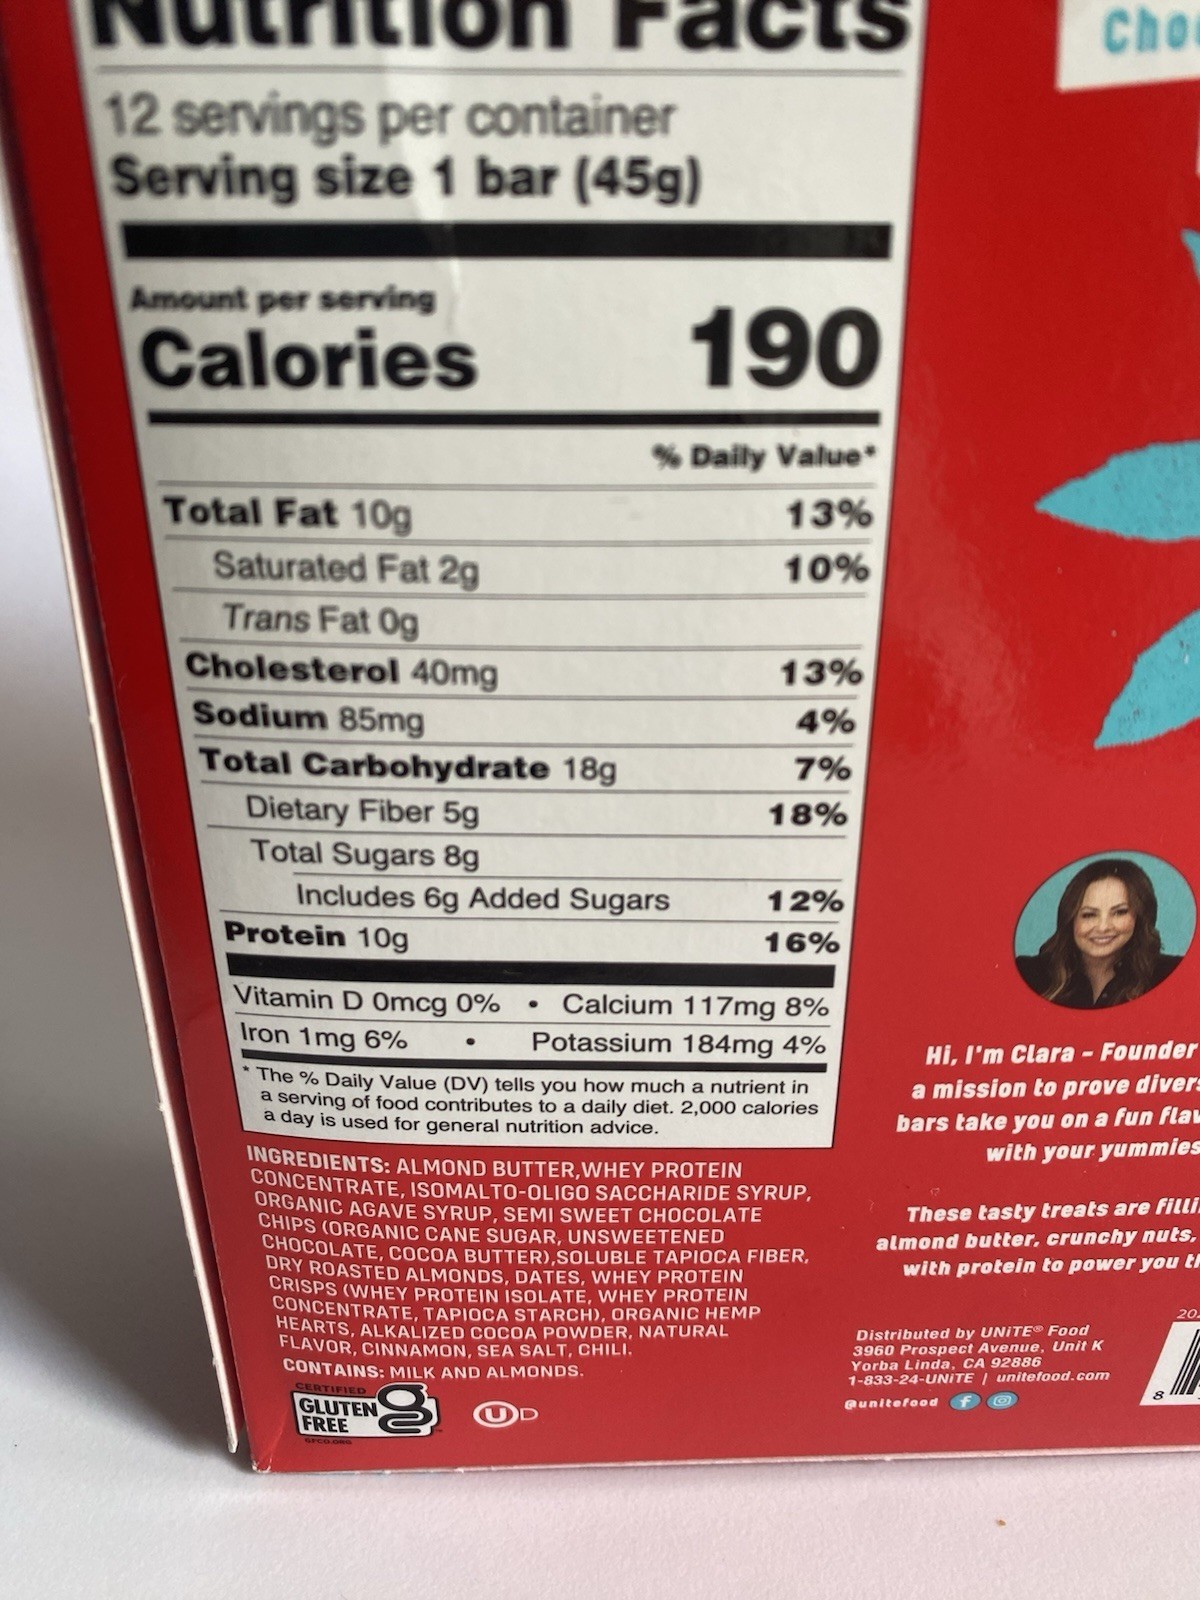 Nutrition Facts
12 servings per container
Serving size 1 bar (45g)
Amount per serving
Calories 190
% Daily Value*
Total Fat 10g 13%
Saturated Fat 2g 10%
Trans Fat 0g
Cholesterol 40mg 13%
Sodium 85mg 4%
Total Carbohydrate 18g 7%
Dietary Fiber 5g 18%
Total Sugars 8g
Includes 6g Added Sugars 12%
Protein 10g 16%
Vitamin D 0mcg 0% • Calcium 117mg 8%
Iron 1mg 6% • Potassium 184mg 4%
* The % Daily Value (DV) tells you how much a nutrient in
a serving of food contributes to a daily diet. 2,000 calories
a day is used for general nutrition advice.
INGREDIENTS: ALMOND BUTTER,WHEY PROTEIN
CONCENTRATE, ISOMALTO-OLIGO SACCHARIDE SYRUP,
ORGANIC AGAVE SYRUP, SEMI SWEET CHOCOLATE
CHIPS (ORGANIC CANE SUGAR, UNSWEETENED
CHOCOLATE, COCOA BUTTER),SOLUBLE TAPIOCA FIBER,
DRY ROASTED ALMONDS, DATES, WHEY PROTEIN
CRISPS (WHEY PROTEIN ISOLATE, WHEY PROTEIN
CONCENTRATE, TAPIOCA STARCH), ORGANIC HEMP
HEARTS, ALKALIZED COCOA POWDER, NATURAL
FLAVOR, CINNAMON, SEA SALT, CHILI.
CONTAINS: MILK AND ALMONDS.
CERTIFIED
GLUTEN
FREE
GFCO.ORG
U D
Cho
Hi, I'm Clara - Founder
a mission to prove divers
bars take you on a fun flav
with your yummies
These tasty treats are filli
almond butter, crunchy nuts,
with protein to power you th
Distributed by UNiTE® Food
3960 Prospect Avenue, Unit K
Yorba Linda, CA 92886
1-833-24-UNiTE | unitefood.com
@unitefood
20
8